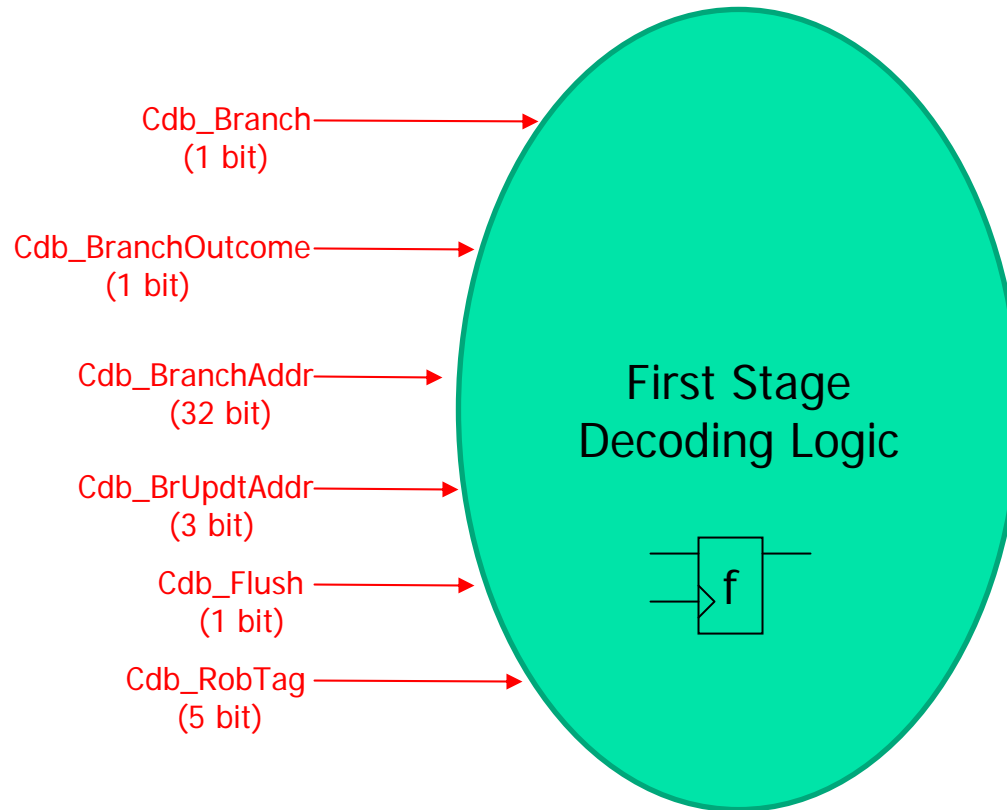 Cdb_Branch
(1 bit)
Cdb_BranchOutcome
(1 bit)
Cdb_BranchAddr
(32 bit)
Cdb_BrUpdtAddr
(3 bit)
Cdb_Flush
(1 bit)
Cdb_RobTag
(5 bit)
First Stage
Decoding Logic
f